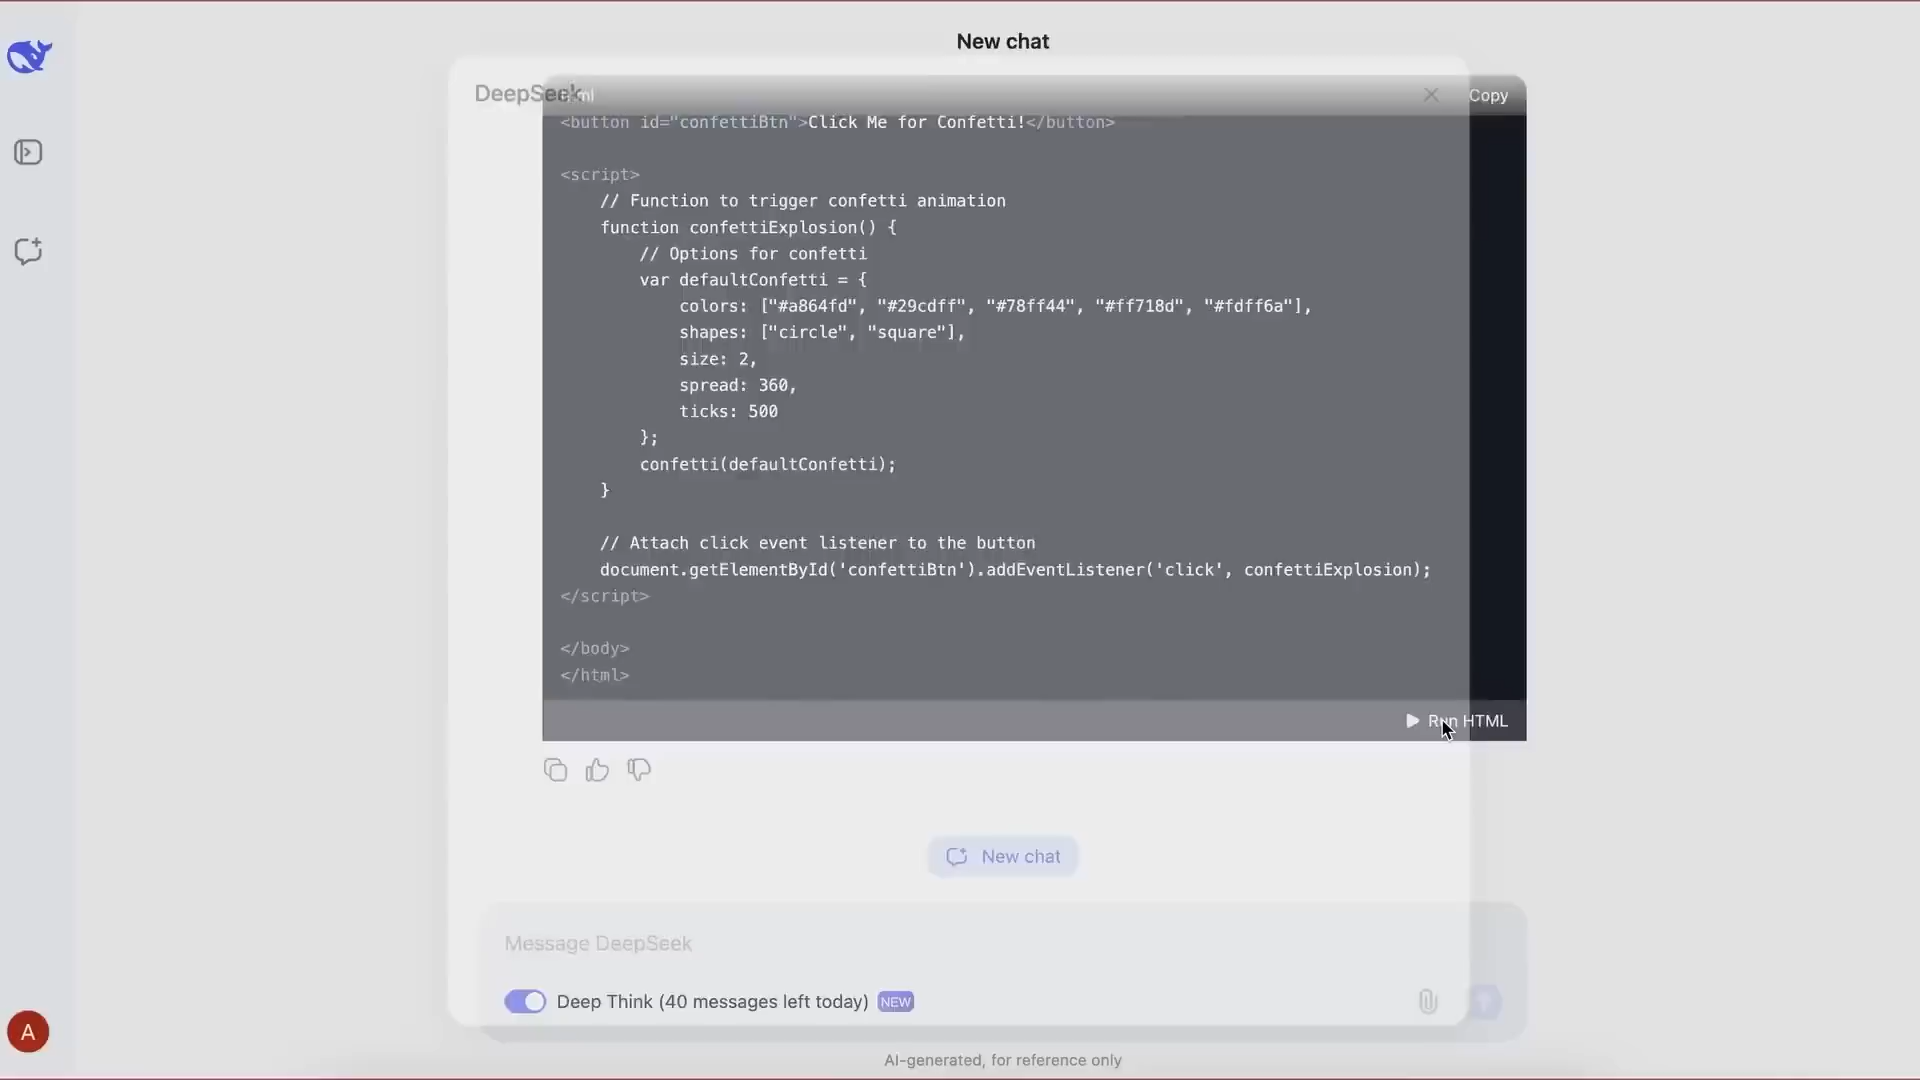 New chat
DeepSeek
html
Copy
<button id="confettiBtn">Click Me for Confetti!</button>
<script>
// Function to trigger confetti animation
function confettiExplosion() {
// Options for confetti
var defaultConfetti = {
colors: ["#a864fd", "#29cdff", "#78ff44", "#ff718d", "#fdff6a"],
shapes: ["circle", "square"],
size: 2,
spread: 360,
ticks: 500
};
confetti(defaultConfetti);
}
// Attach click event listener to the button
document.getElementById('confettiBtn').addEventListener('click', confettiExplosion);
</script>
</body>
</html>
Run HTML
New chat
Message DeepSeek
Deep Think (40 messages left today) NEW
A
AI-generated, for reference only